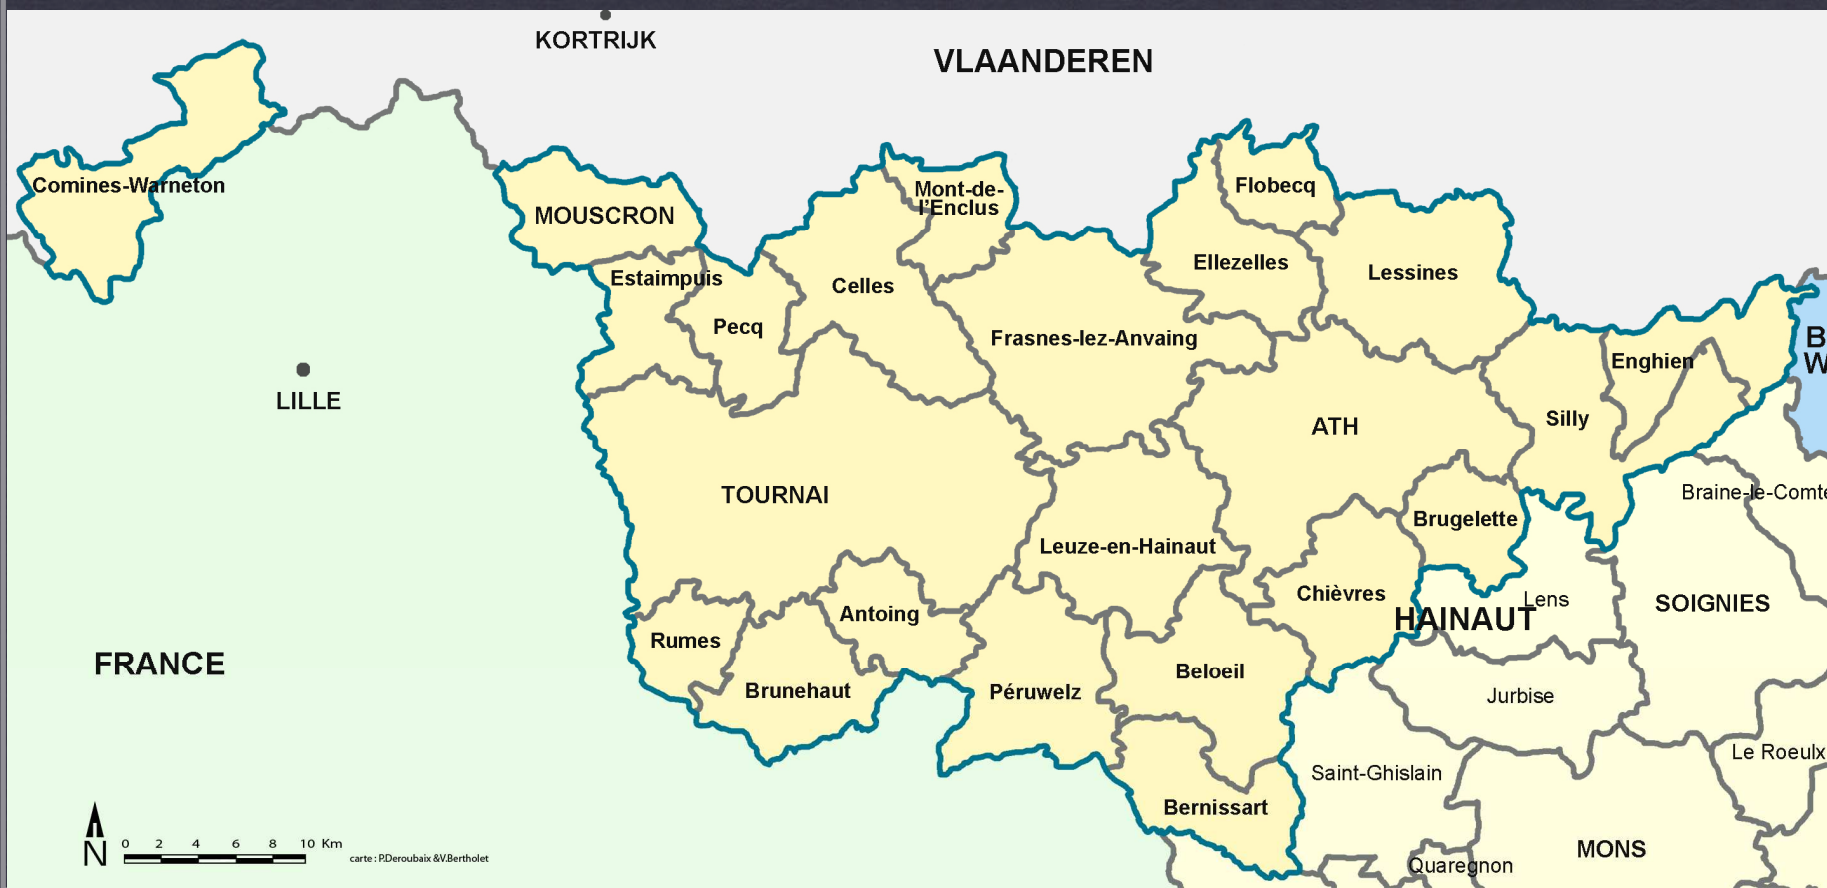 KORTRIJK
VLAANDEREN
Comines-Warneton
MOUSCRON
Mont-de-
l'Enclus
Flobecq
Estaimpuis
Celles
Ellezelles
Lessines
Pecq
Frasnes-lez-Anvaing
B
W
Enghien
LILLE
ATH
Silly
TOURNAI
Braine-le-Comte
Brugelette
Leuze-en-Hainaut
Chièvres
Lens
SOIGNIES
HAINAUT
Antoing
Rumes
FRANCE
Beloeil
Brunehaut
Péruwelz
Jurbise
Le Roeulx
Saint-Ghislain
Bernissart
0 2 4 6 8 10 Km
N
carte : P.Deroubaix &V.Bertholet
MONS
Quaregnon